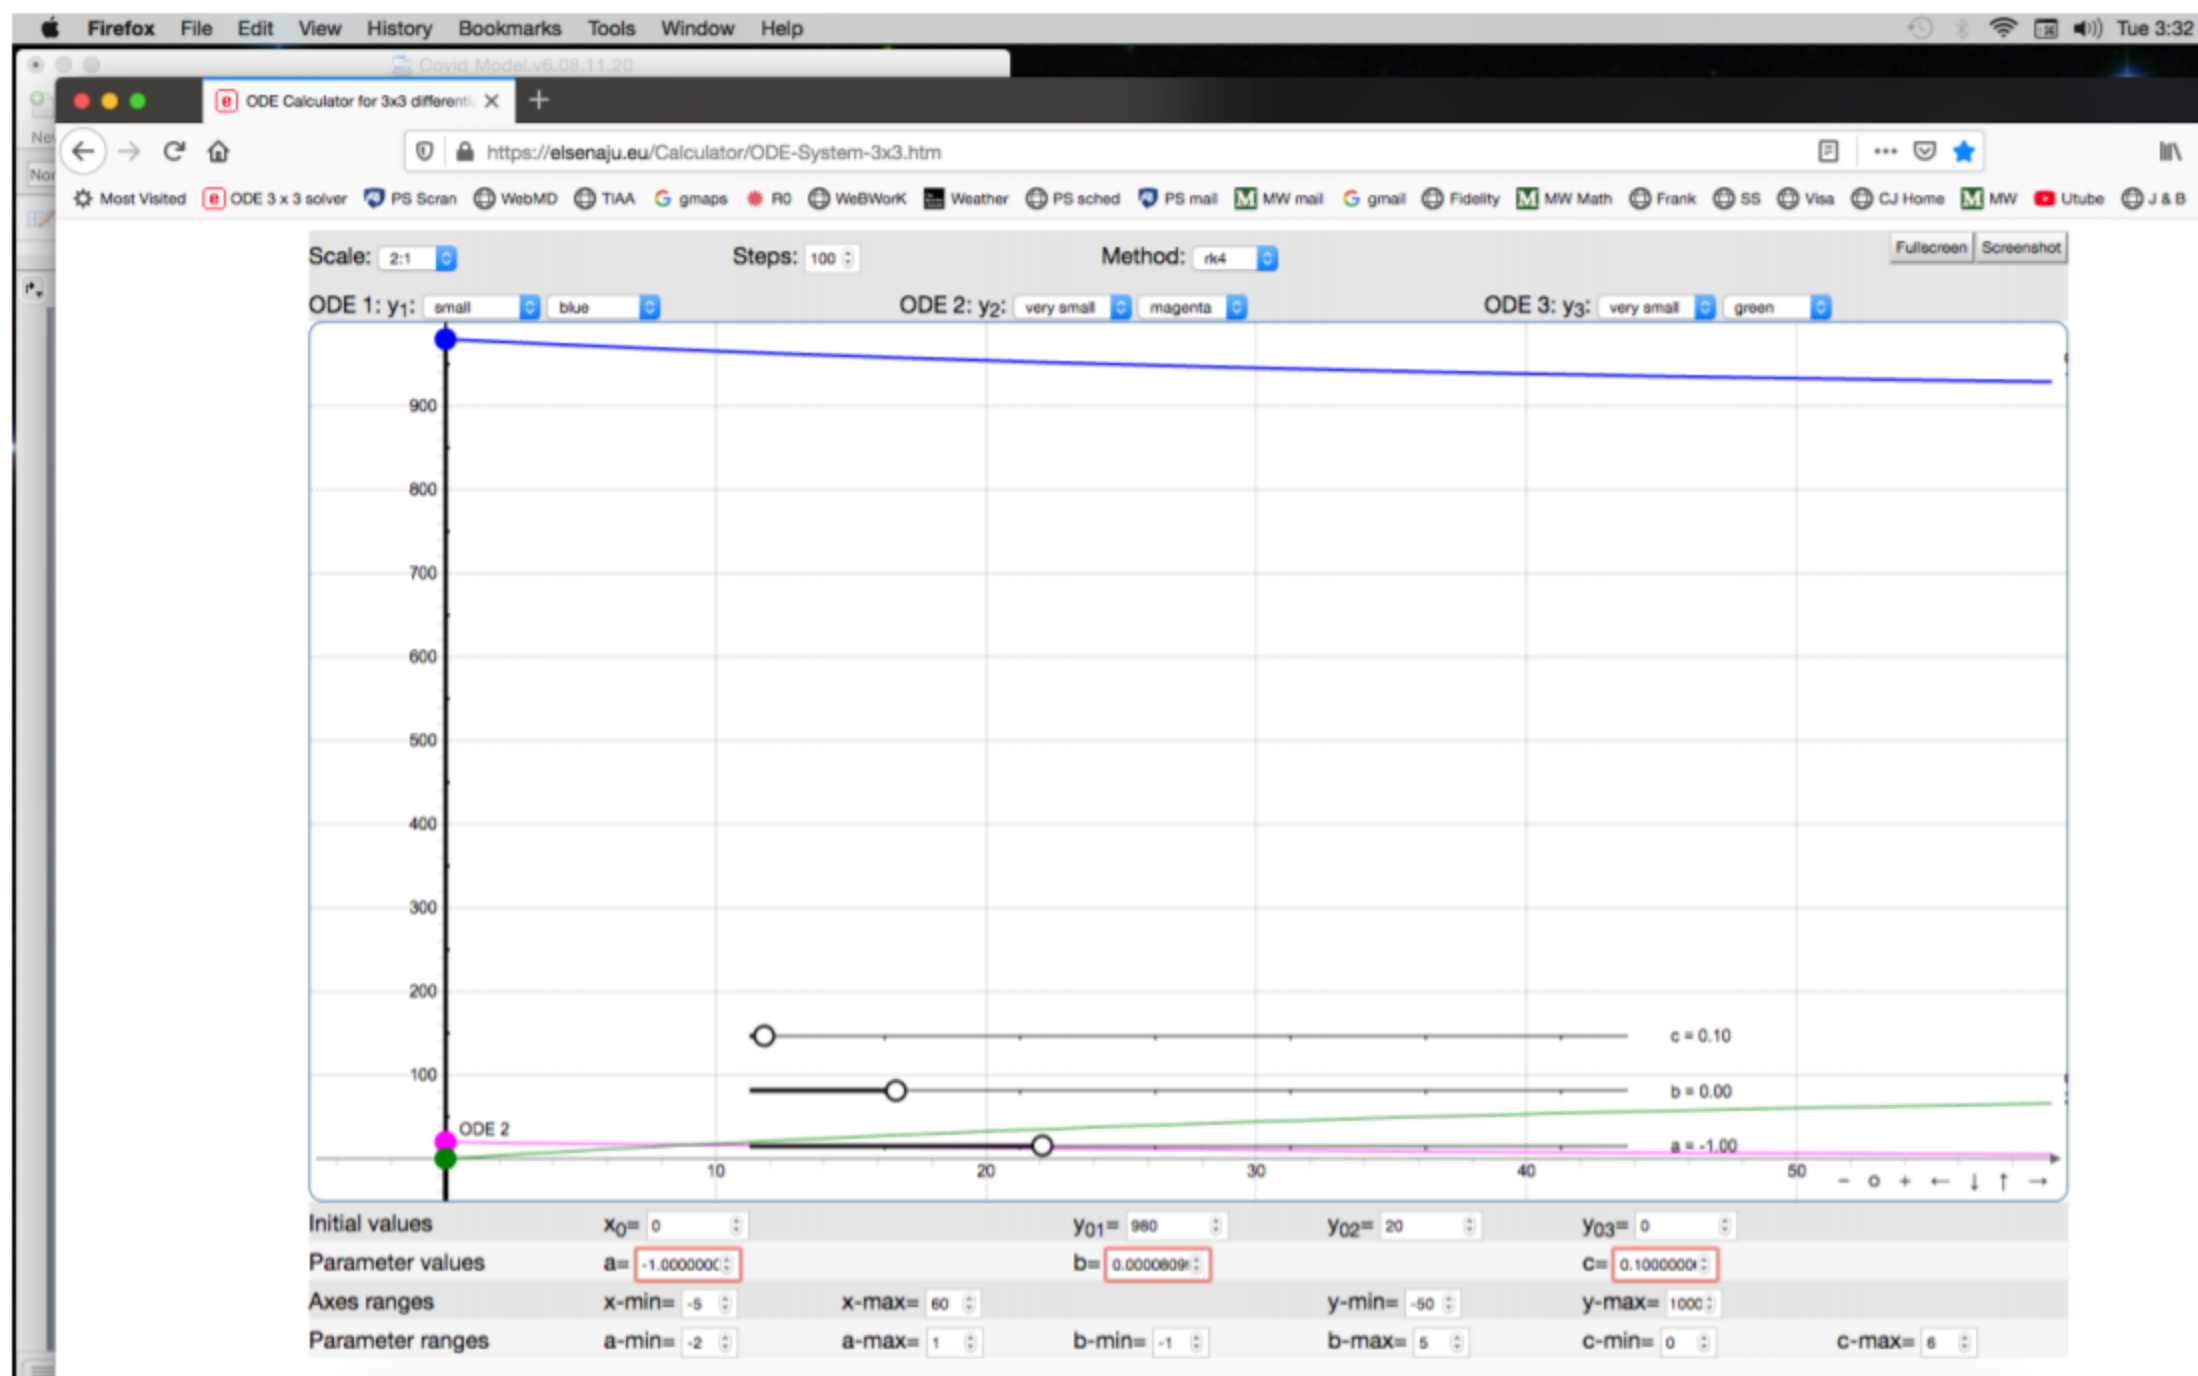 Firefox File Edit View History Bookmarks Tools Window Help Tue 3:32
Covid Model.v6.08.11.20
ODE Calculator for 3x3 differenti
https://elsenaju.eu/Calculator/ODE-System-3x3.htm
Most Visited ODE 3 x 3 solver PS Scran WebMD TIAA gmaps R0 WeBWorK Weather PS sched PS mail MW mail gmail Fidelity MW Math Frank SS Visa CJ Home MW Utube J & B
Scale: 2:1 Steps: 100 Method: rk4 Fullscreen Screenshot
ODE 1: y₁: small blue ODE 2: y₂: very small magenta ODE 3: y₃: very small green
900
800
700
600
500
400
300
200
c = 0.10
100
b = 0.00
ODE 2
a = -1.00
10 20 30 40 50
− o + ← ↓ ↑ →
Initial values x₀= 0 y₀₁= 980 y₀₂= 20 y₀₃= 0
Parameter values a= -1.0000000 b= 0.0000809 c= 0.1000000
Axes ranges x-min= -5 x-max= 60 y-min= -50 y-max= 1000
Parameter ranges a-min= -2 a-max= 1 b-min= -1 b-max= 5 c-min= 0 c-max= 6